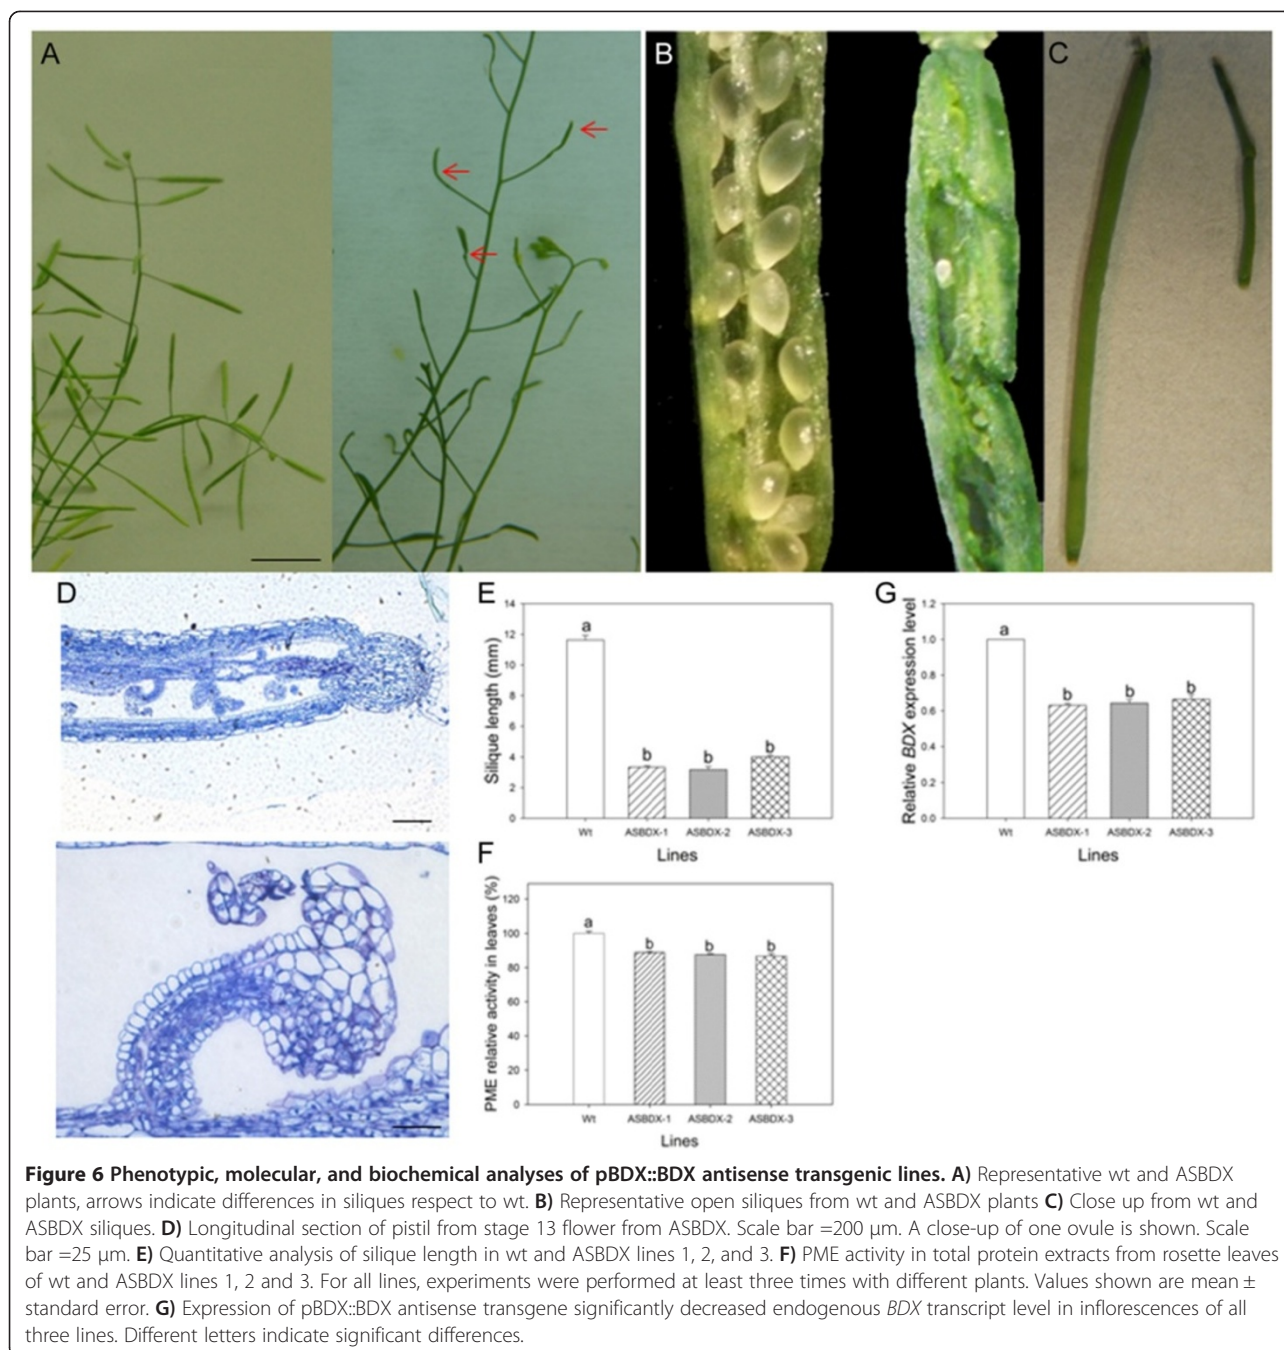 A
B
C
D
E
14
12
10
8
6
4
2
0
Silique length (mm)
a
b
b
b
Wt
ASBDX-1
ASBDX-2
ASBDX-3
Lines
G
1.2
1.0
0.8
0.6
0.4
0.2
0.0
Relative BDX expression level
a
b
b
b
Wt
ASBDX-1
ASBDX-2
ASBDX-3
Lines
F
120
100
80
60
40
20
0
PME relative activity in leaves (%)
a
b
b
b
Wt
ASBDX-1
ASBDX-2
ASBDX-3
Lines
Figure 6 Phenotypic, molecular, and biochemical analyses of pBDX::BDX antisense transgenic lines. A) Representative wt and ASBDX
plants, arrows indicate differences in siliques respect to wt. B) Representative open siliques from wt and ASBDX plants C) Close up from wt and
ASBDX siliques. D) Longitudinal section of pistil from stage 13 flower from ASBDX. Scale bar =200 μm. A close-up of one ovule is shown. Scale
bar =25 μm. E) Quantitative analysis of silique length in wt and ASBDX lines 1, 2, and 3. F) PME activity in total protein extracts from rosette leaves
of wt and ASBDX lines 1, 2 and 3. For all lines, experiments were performed at least three times with different plants. Values shown are mean ±
standard error. G) Expression of pBDX::BDX antisense transgene significantly decreased endogenous BDX transcript level in inflorescences of all
three lines. Different letters indicate significant differences.